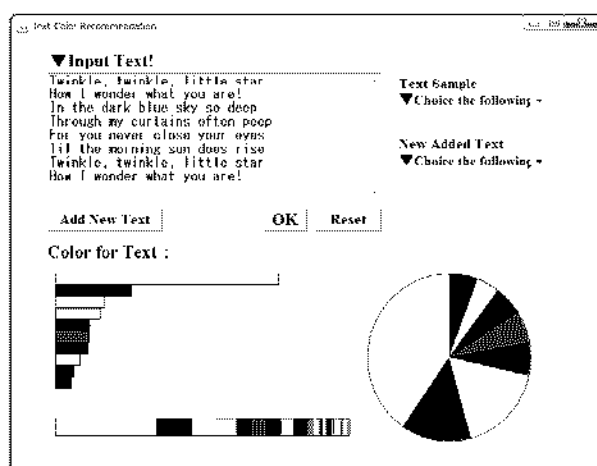 Text Color Recommendation
▼Input Text!
Twinkle, twinkle, little star
How I wonder what you are!
In the dark blue sky so deep
Through my curtains often peep
For you never close your eyes
Til the morning sun does rise
Twinkle, twinkle, little star
How I wonder what you are!
Text Sample
▼Choice the following
New Added Text
▼Choice the following
Add New Text
OK
Reset
Color for Text :